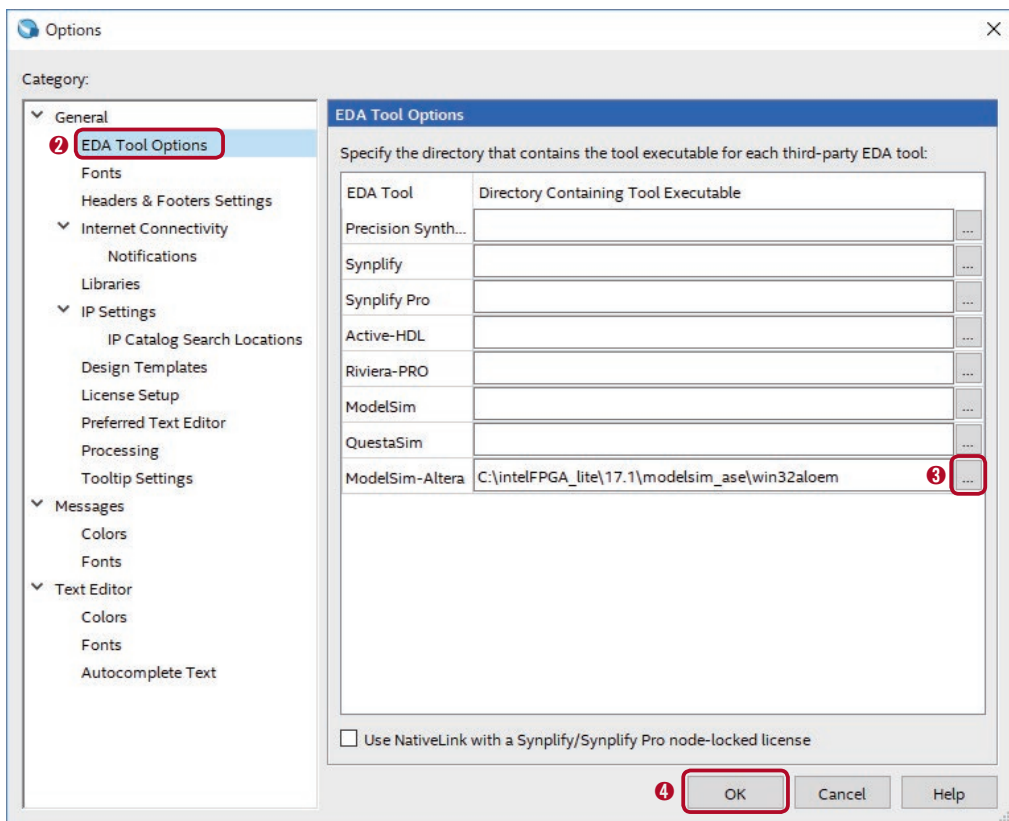 Options
Category:
General
❷ EDA Tool Options
Fonts
Headers & Footers Settings
Internet Connectivity
Notifications
Libraries
IP Settings
IP Catalog Search Locations
Design Templates
License Setup
Preferred Text Editor
Processing
Tooltip Settings
Messages
Colors
Fonts
Text Editor
Colors
Fonts
Autocomplete Text
EDA Tool Options
Specify the directory that contains the tool executable for each third-party EDA tool:
EDA Tool Directory Containing Tool Executable
Precision Synth... ...
Synplify ...
Synplify Pro ...
Active-HDL ...
Riviera-PRO ...
ModelSim ...
QuestaSim ...
ModelSim-Altera C:\intelFPGA_lite\17.1\modelsim_ase\win32aloem ❸ ...
Use NativeLink with a Synplify/Synplify Pro node-locked license
❹ OK Cancel Help